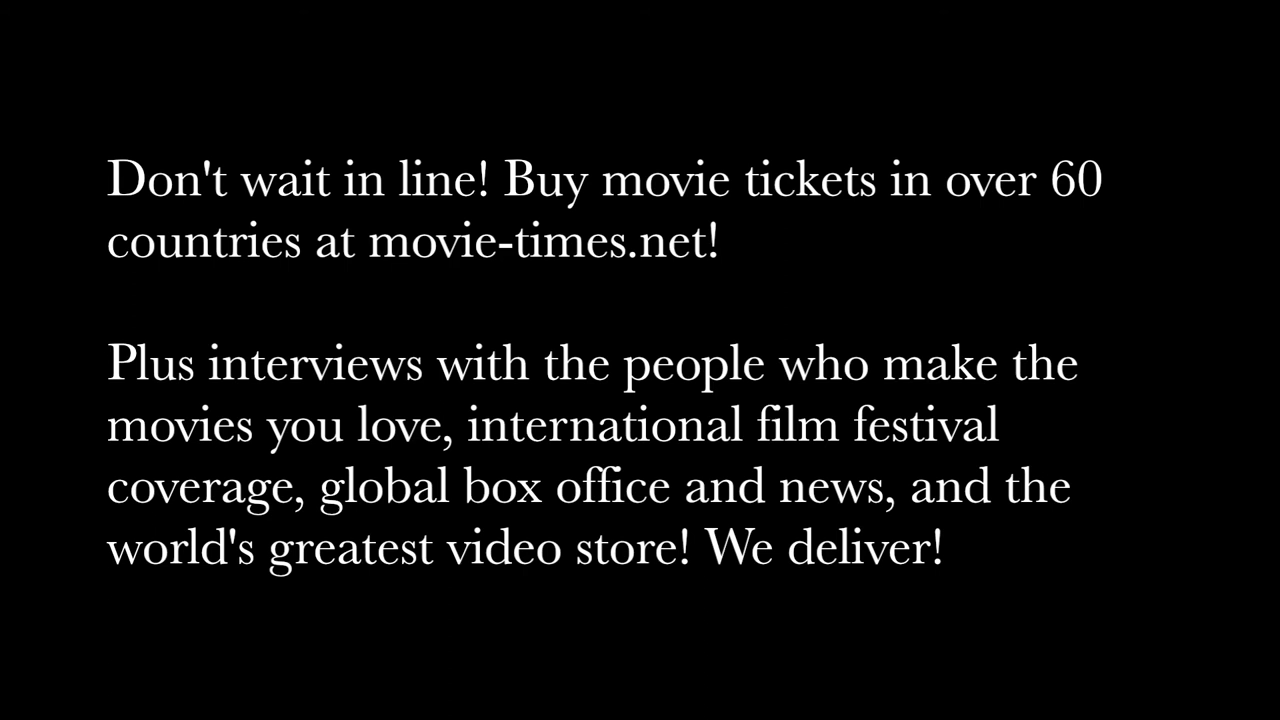 Don't wait in line! Buy movie tickets in over 60
countries at movie-times.net!
Plus interviews with the people who make the
movies you love, international film festival
coverage, global box office and news, and the
world's greatest video store! We deliver!